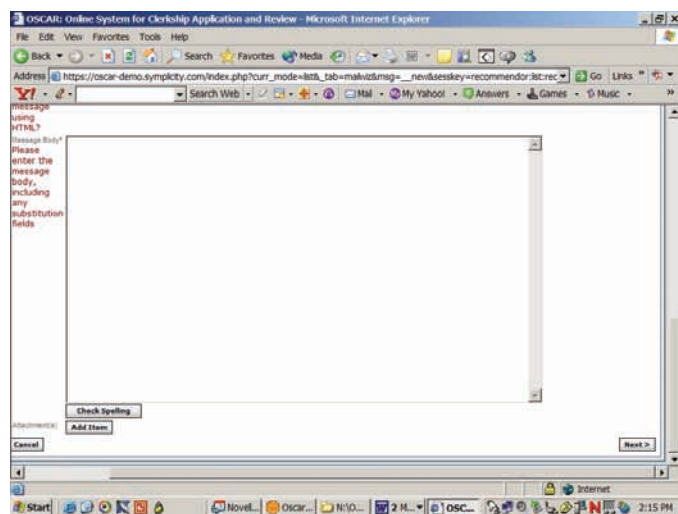 OSCAR: Online System for Clerkship Application and Review - Microsoft Internet Explorer
File Edit View Favorites Tools Help
Back Search Favorites Media
Address https://oscar-demo.symplicity.com/index.php?curr_mode=list&_tab=mailwiz&msg=__new&sesskey=recommendor:list:rec Go Links »
Y! Search Web Mail My Yahoo! Answers Games Music »
message
using
HTML?
Message Body*
Please
enter the
message
body,
including
any
substitution
fields
Check Spelling
Attachment(s) Add Item
Cancel Next >
Internet
Start Novel... Oscar... N:\O... 2 M... OSC... 2:15 PM